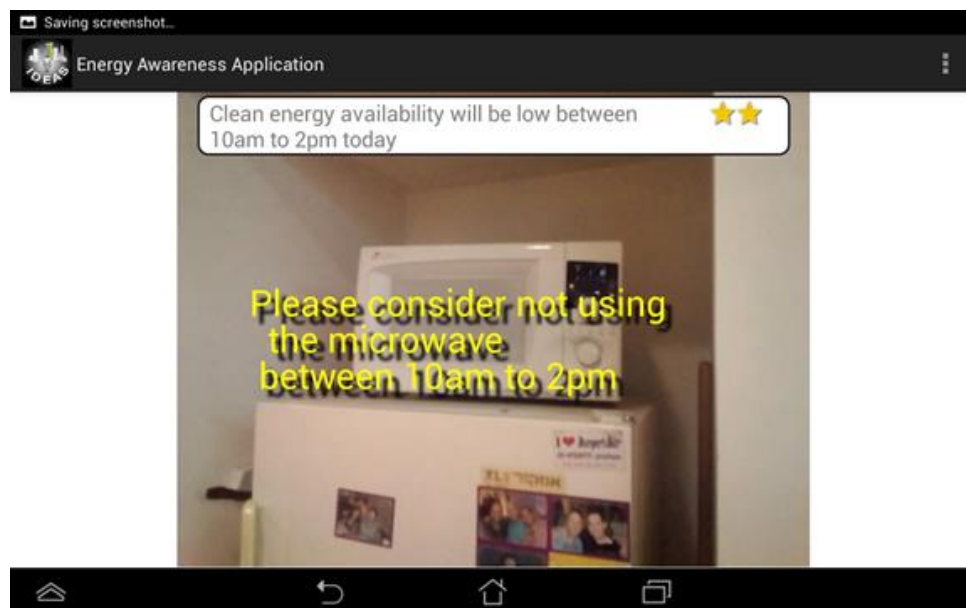 Saving screenshot...
IDEAS
Energy Awareness Application
Clean energy availability will be low between
10am to 2pm today
Please consider not using
the microwave
between 10am to 2pm
I ♥